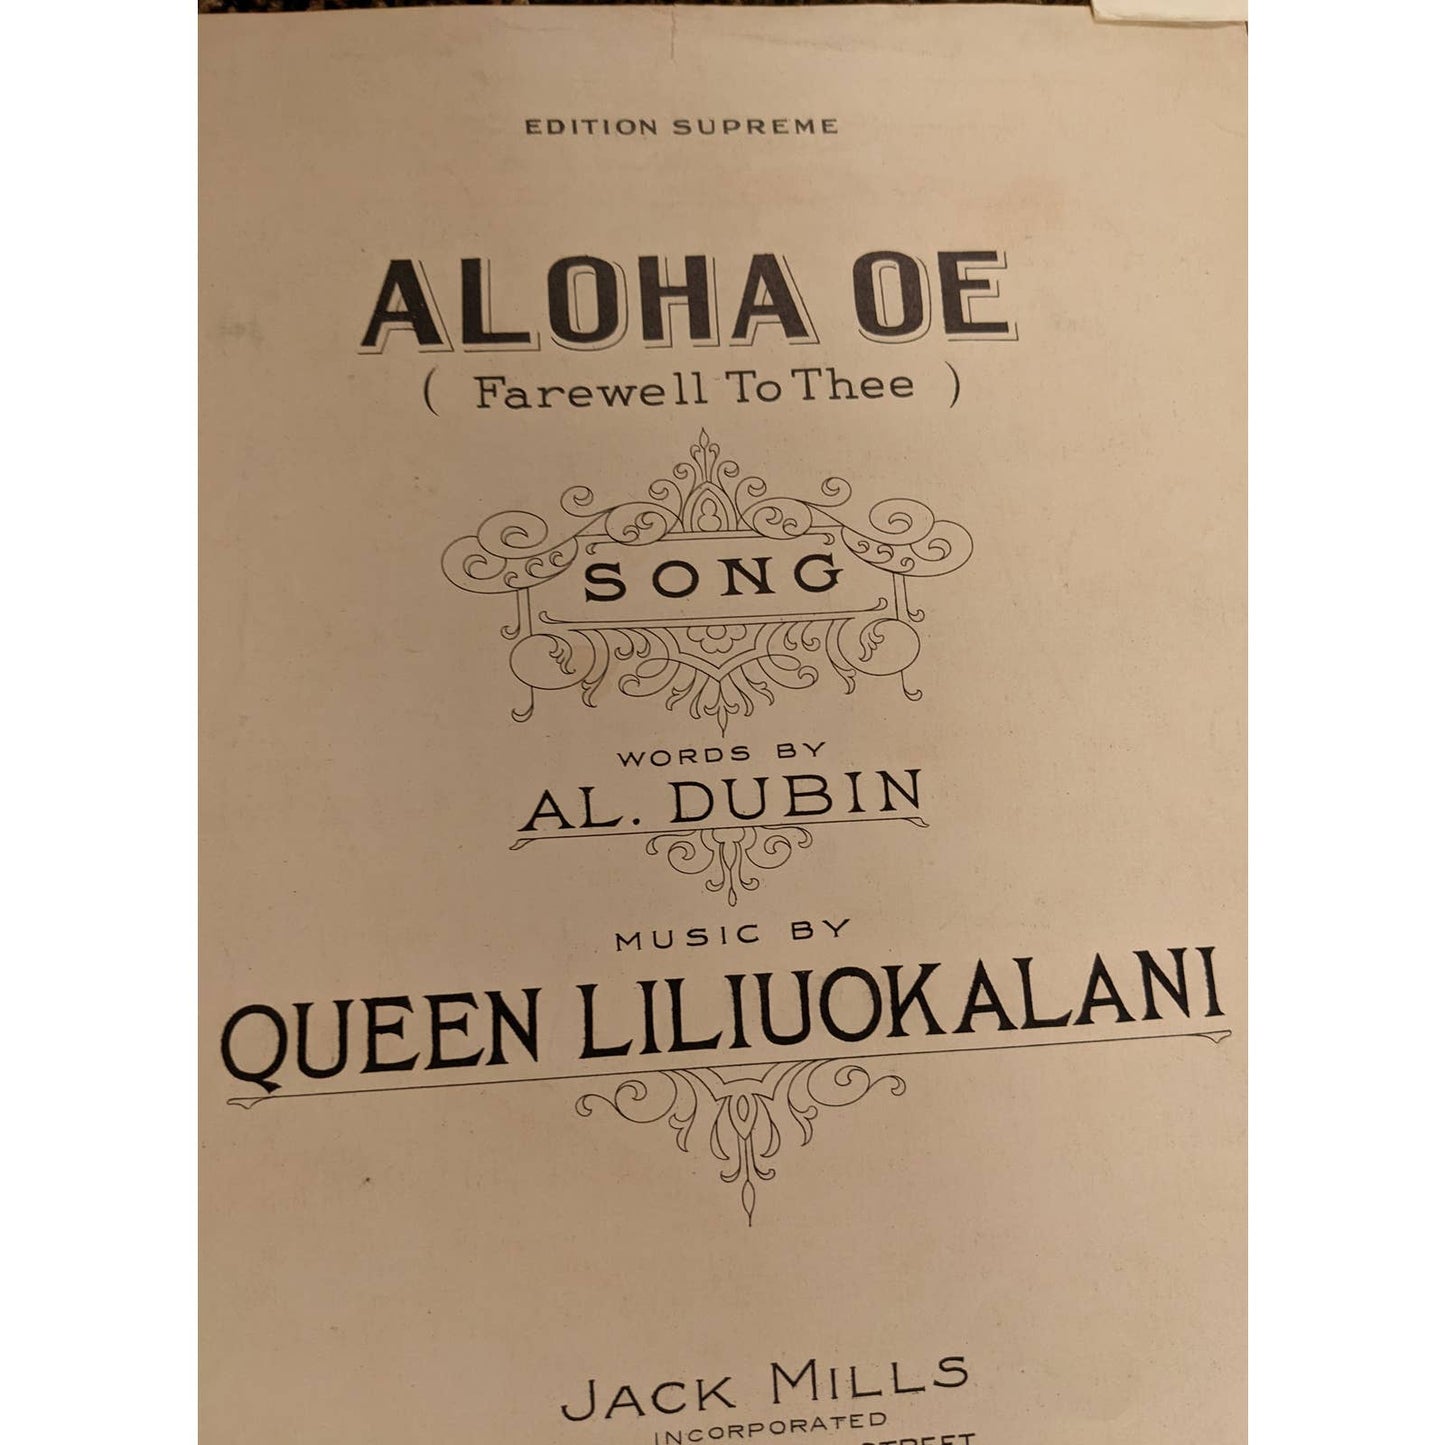 EDITION SUPREME
ALOHA OE
( Farewell To Thee )
SONG
WORDS BY
AL. DUBIN
MUSIC BY
QUEEN LILIUOKALANI
JACK MILLS
INCORPORATED
STREET